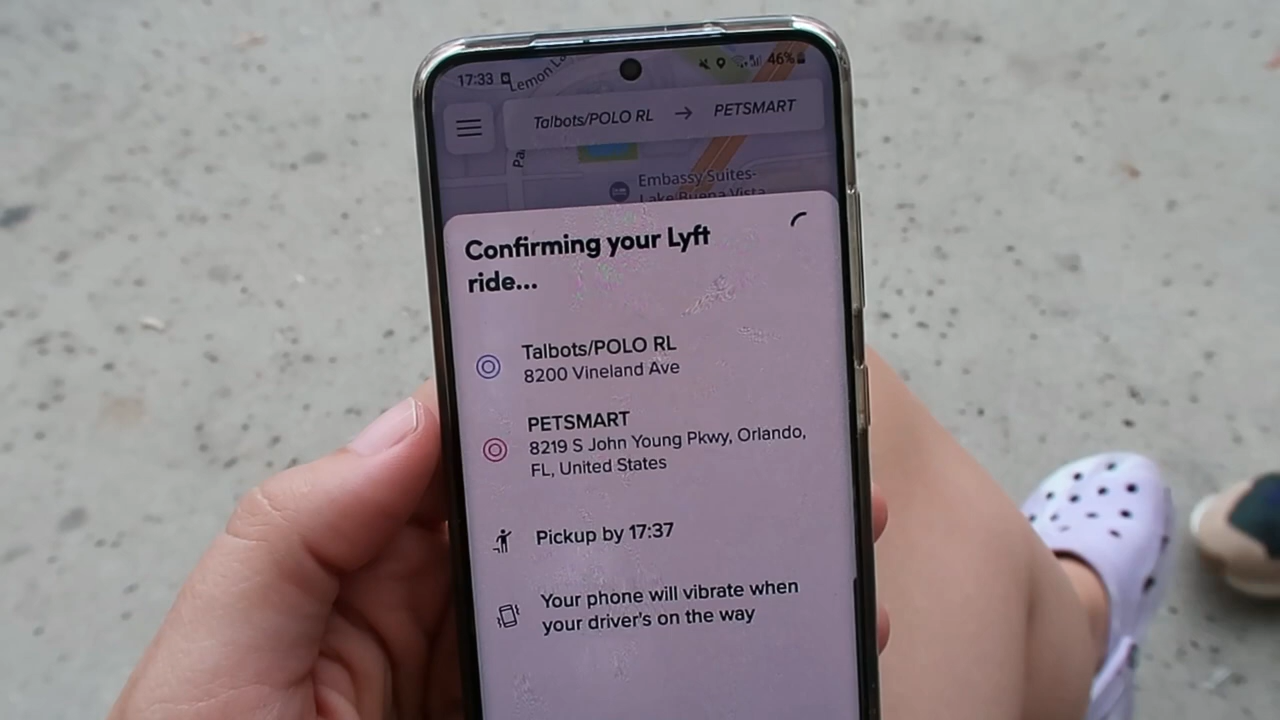 17:33
46%
Lemon
Talbots/POLO RL → PETSMART
Embassy Suites-
Lake Buena Vista
Confirming your Lyft
ride...
Talbots/POLO RL
8200 Vineland Ave
PETSMART
8219 S John Young Pkwy, Orlando,
FL, United States
Pickup by 17:37
Your phone will vibrate when
your driver's on the way